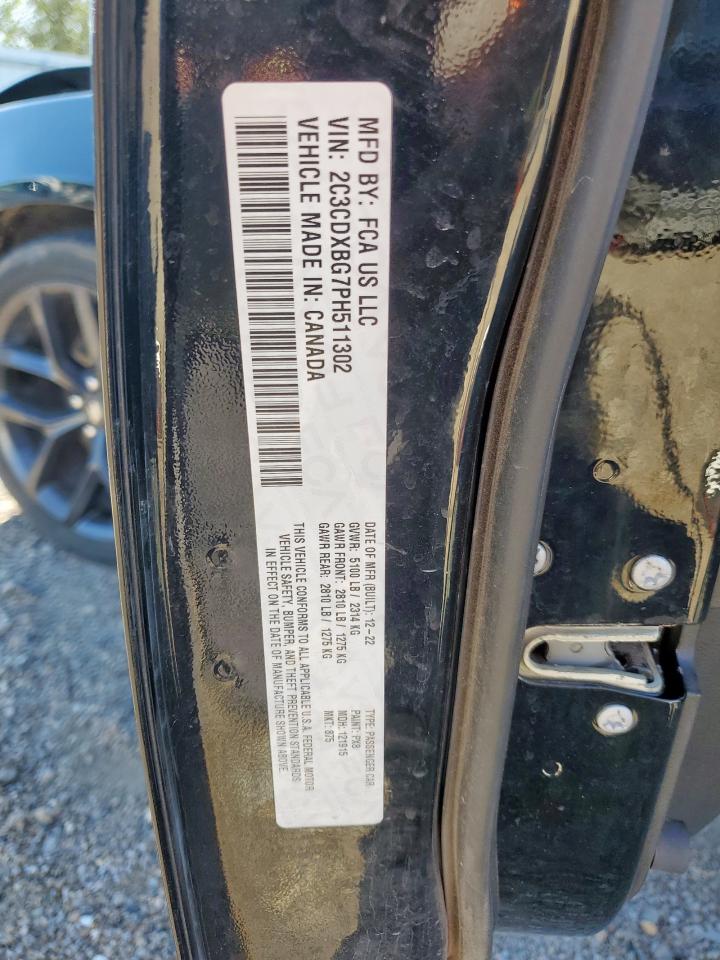 MFD BY: FCA US LLC
VIN: 2C3CDXBG7PH511302
VEHICLE MADE IN: CANADA
DATE OF MFR (BUILT): 12-22
GVWR: 5100 LB / 2314 KG
GAWR FRONT: 2810 LB / 1275 KG
GAWR REAR: 2810 LB / 1275 KG
THIS VEHICLE CONFORMS TO ALL APPLICABLE U.S.A. FEDERAL MOTOR
VEHICLE SAFETY, BUMPER, AND THEFT PREVENTION STANDARDS
IN EFFECT ON THE DATE OF MANUFACTURE SHOWN ABOVE.
TYPE: PASSENGER CAR
PAINT: PX8
MDH: 121915
MKT: 875